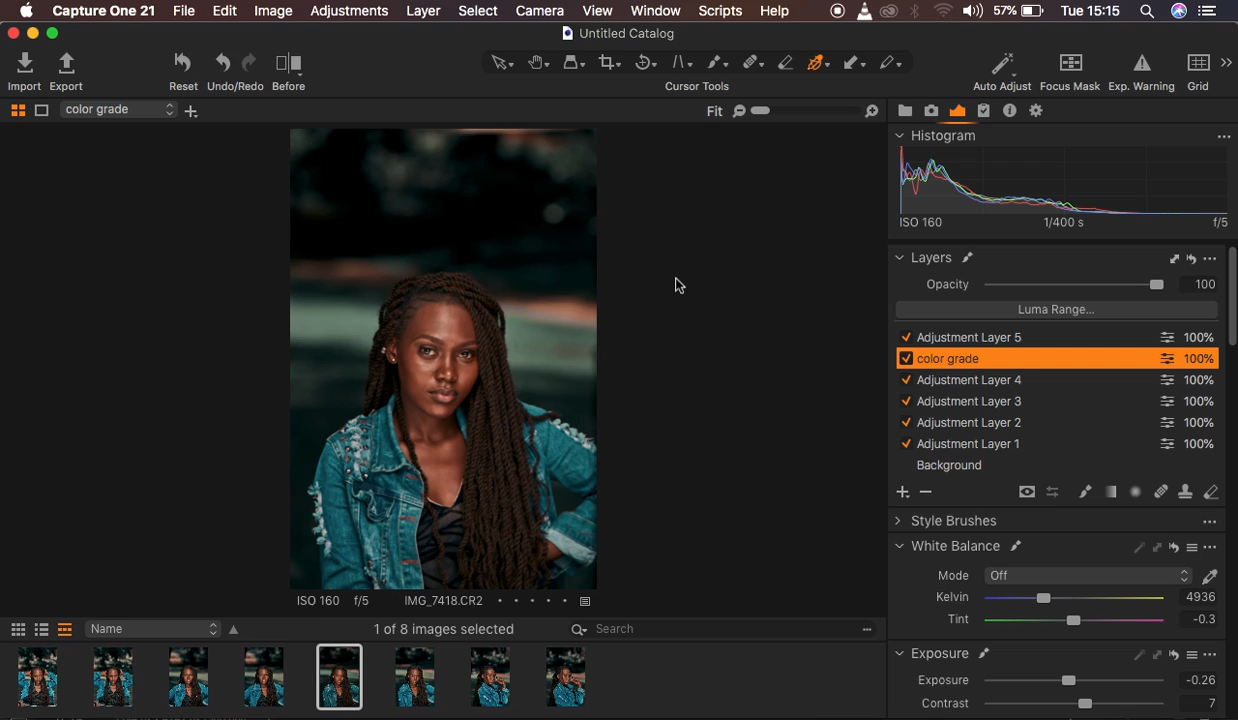 Capture One 21 File Edit Image Adjustments Layer Select Camera View Window Scripts Help 57% Tue 15:15
Untitled Catalog
Import Export Reset Undo/Redo Before Cursor Tools Auto Adjust Focus Mask Exp. Warning Grid
color grade Fit
Histogram
ISO 160 1/400 s f/5
Layers
Opacity 100
Luma Range...
Adjustment Layer 5 100%
color grade 100%
Adjustment Layer 4 100%
Adjustment Layer 3 100%
Adjustment Layer 2 100%
Adjustment Layer 1 100%
Background
Style Brushes
White Balance
Mode Off
Kelvin 4936
Tint -0.3
Exposure
Exposure -0.26
Contrast 7
ISO 160 f/5 IMG_7418.CR2
Name 1 of 8 images selected Search